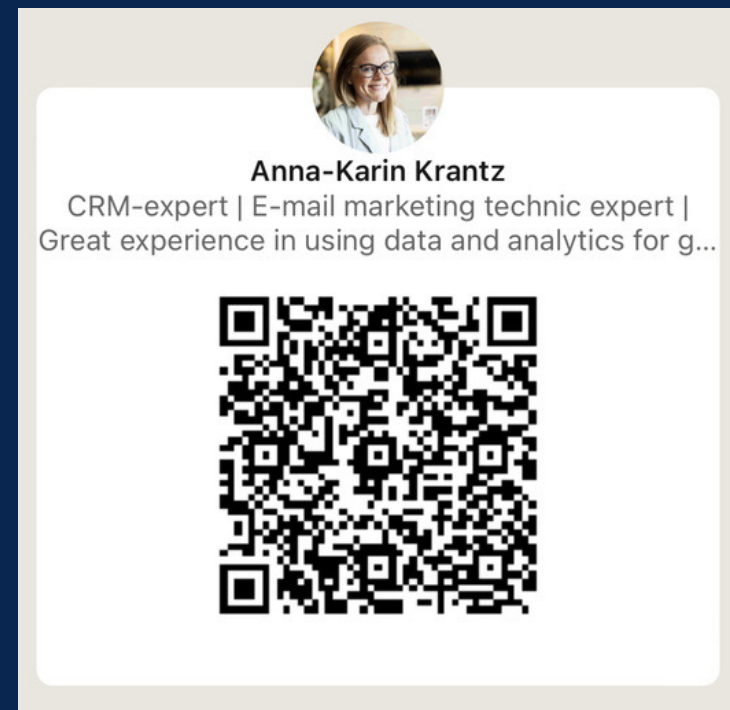 Anna-Karin Krantz
CRM-expert | E-mail marketing technic expert |
Great experience in using data and analytics for g...